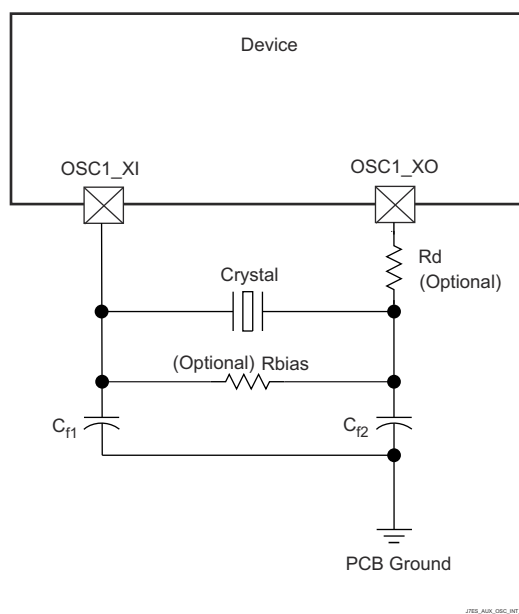 Device
OSC1_XI
OSC1_XO
Rd
(Optional)
Crystal
(Optional) Rbias
Cf1
Cf2
PCB Ground
J7ES_AUX_OSC_INT